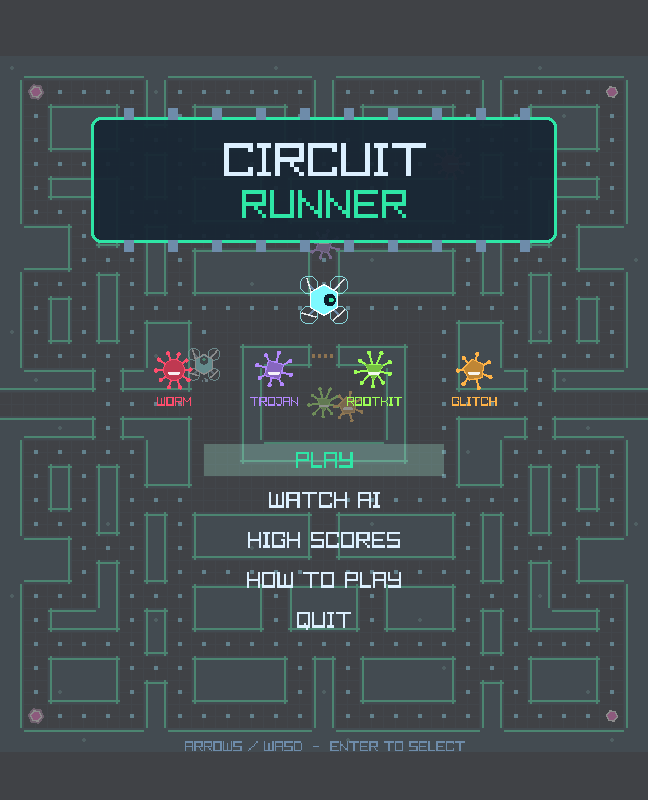 CIRCUIT
RUNNER
WORM TROJAN ROOTKIT GLITCH
PLAY
WATCH AI
HIGH SCORES
HOW TO PLAY
QUIT
ARROWS / WASD - ENTER TO SELECT